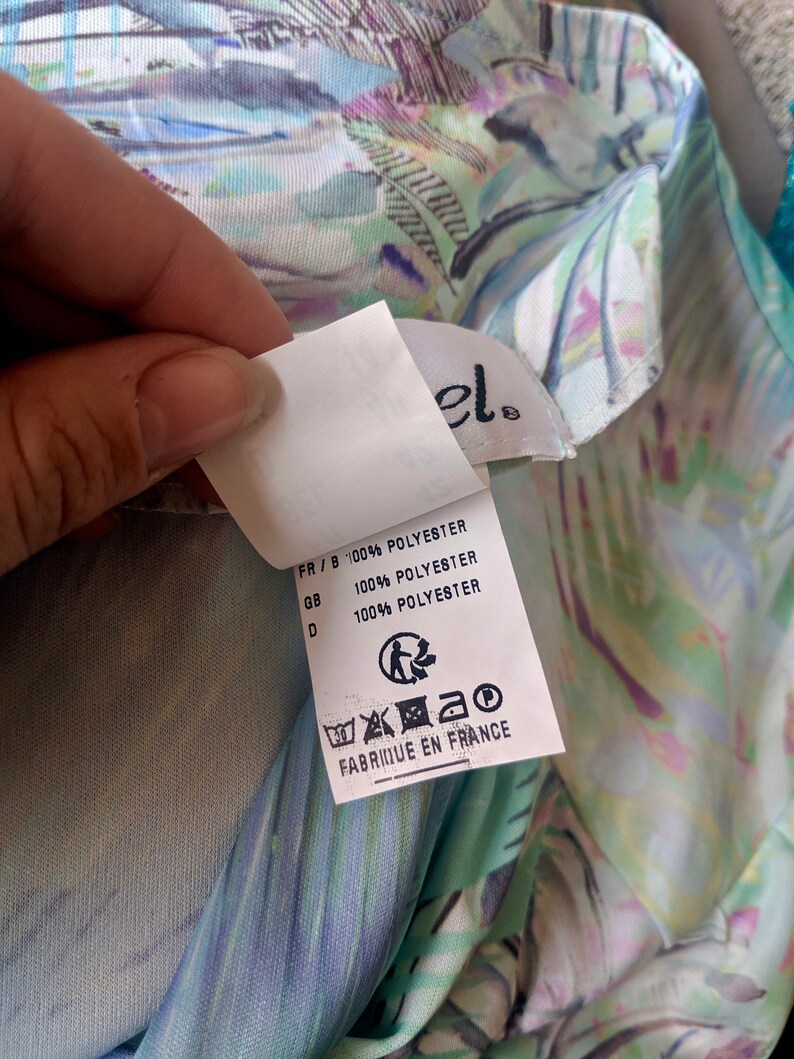 el.
FR / B 100% POLYESTER
GB 100% POLYESTER
D 100% POLYESTER
30
P
FABRIQUE EN FRANCE